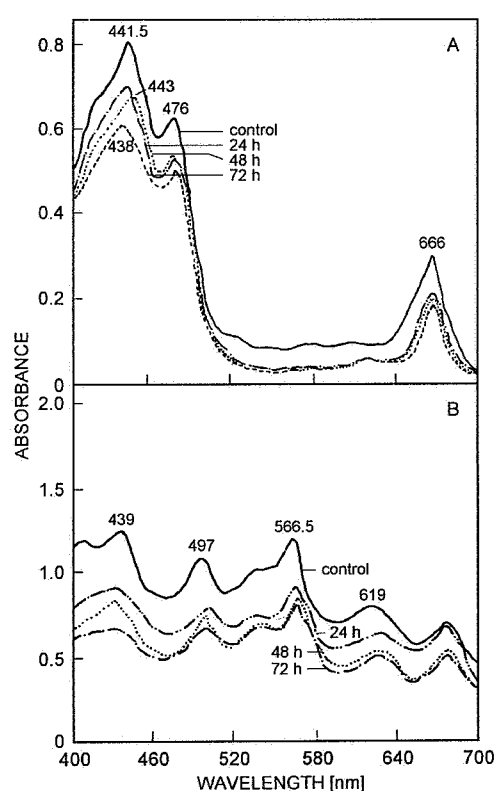 A
0.8
441.5
443
476
control
24 h
48 h
72 h
438
0.6
0.4
0.2
666
0
ABSORBANCE
B
2.0
1.5
439
497
566.5
control
619
1.0
24 h
48 h
72 h
0.5
0
400 460 520 580 640 700
WAVELENGTH [nm]